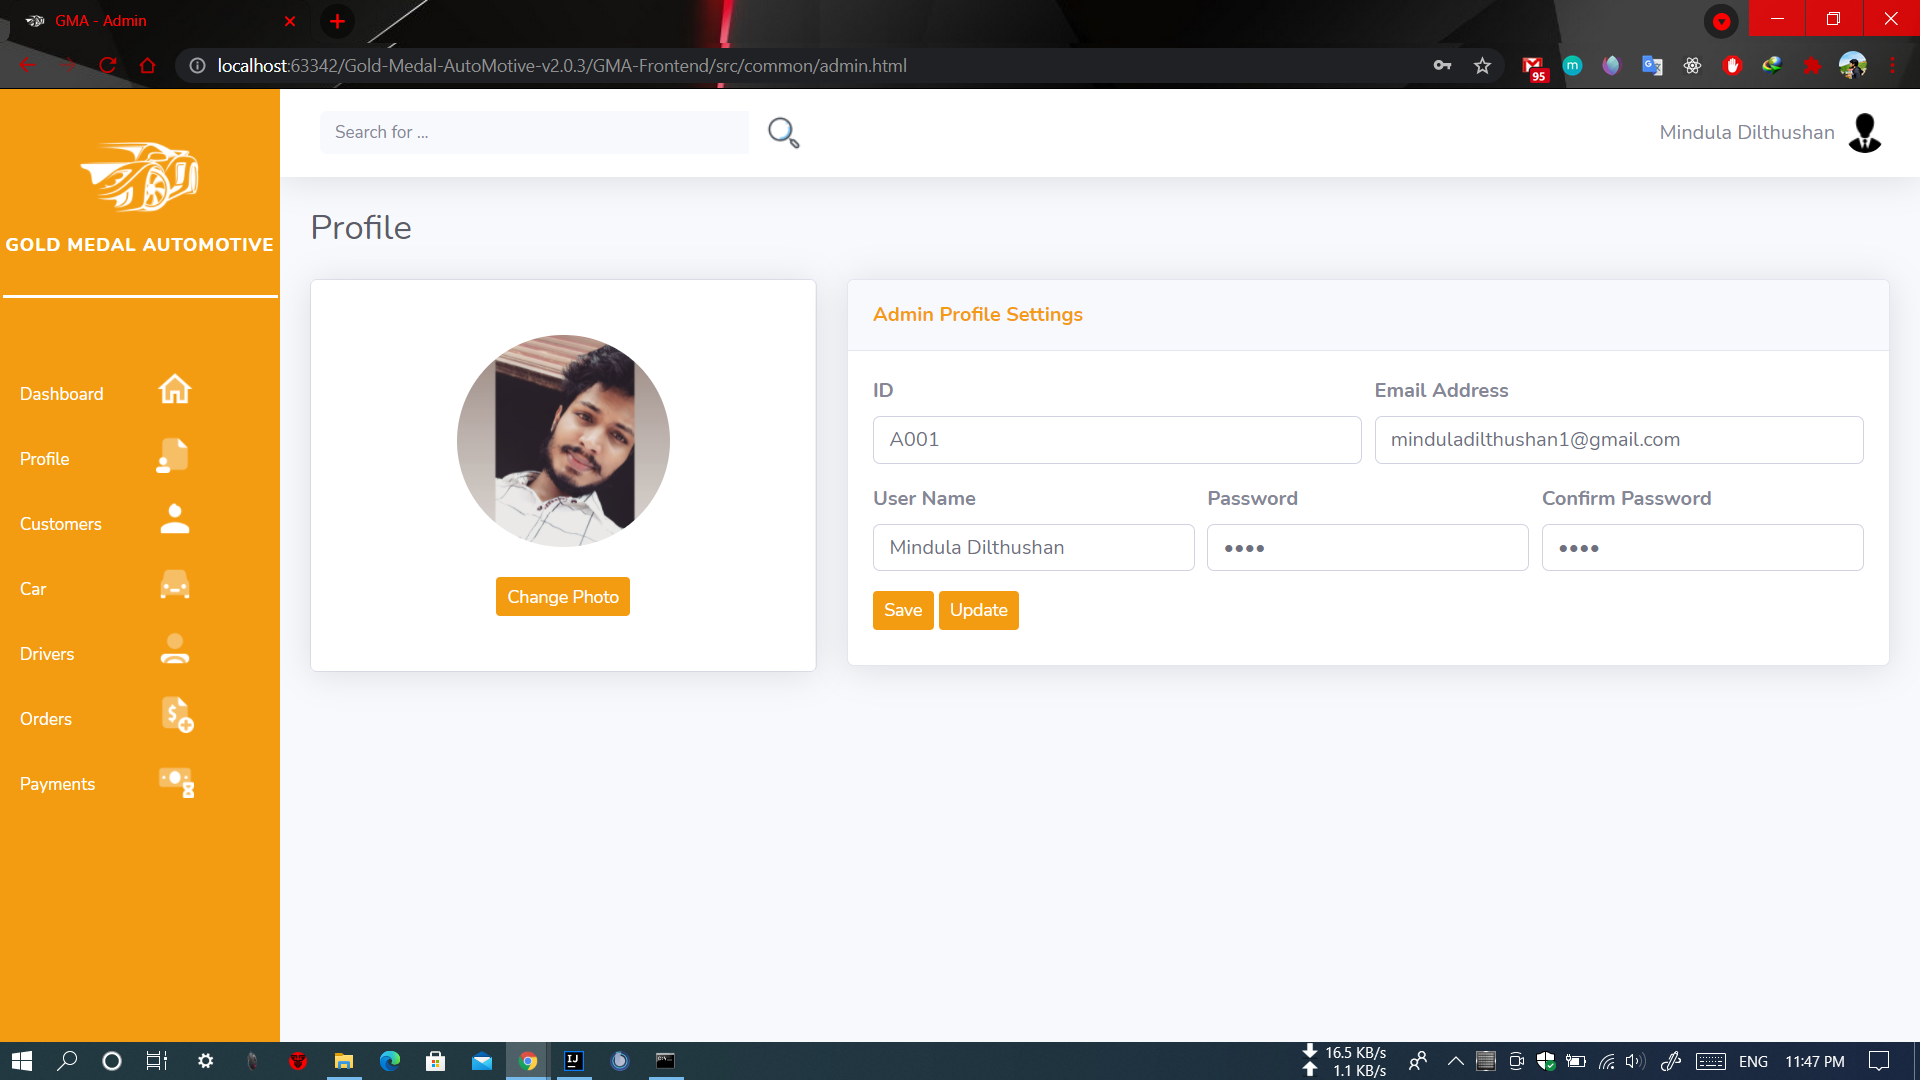 GMA - Admin
localhost:63342/Gold-Medal-AutoMotive-v2.0.3/GMA-Frontend/src/common/admin.html
95
m
Search for ...
Mindula Dilthushan
GOLD MEDAL AUTOMOTIVE
Profile
Admin Profile Settings
ID
Email Address
A001
minduladilthushan1@gmail.com
User Name
Password
Confirm Password
Mindula Dilthushan
••••
••••
Change Photo
Save
Update
Dashboard
Profile
Customers
Car
Drivers
Orders
Payments
IJ
16.5 KB/s
1.1 KB/s
ENG
11:47 PM